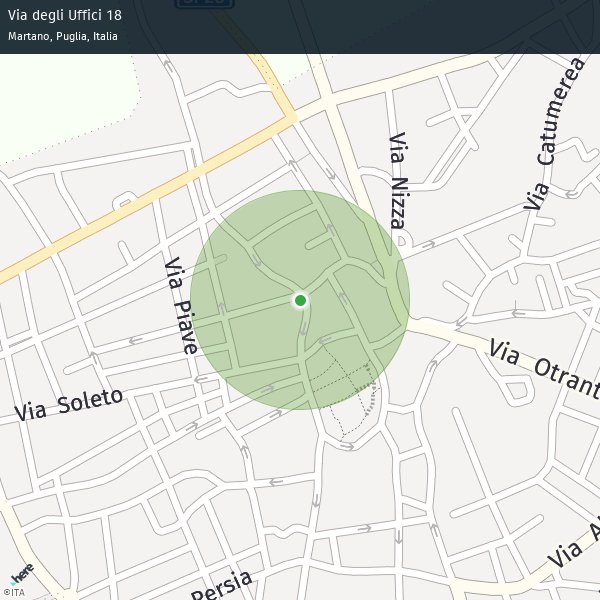 Via degli Uffici 18
Martano, Puglia, Italia
Via Nizza
Via Catumerea
Via Piave
Via Otrant
Via Soleto
Via Al
Persia
here
©ITA